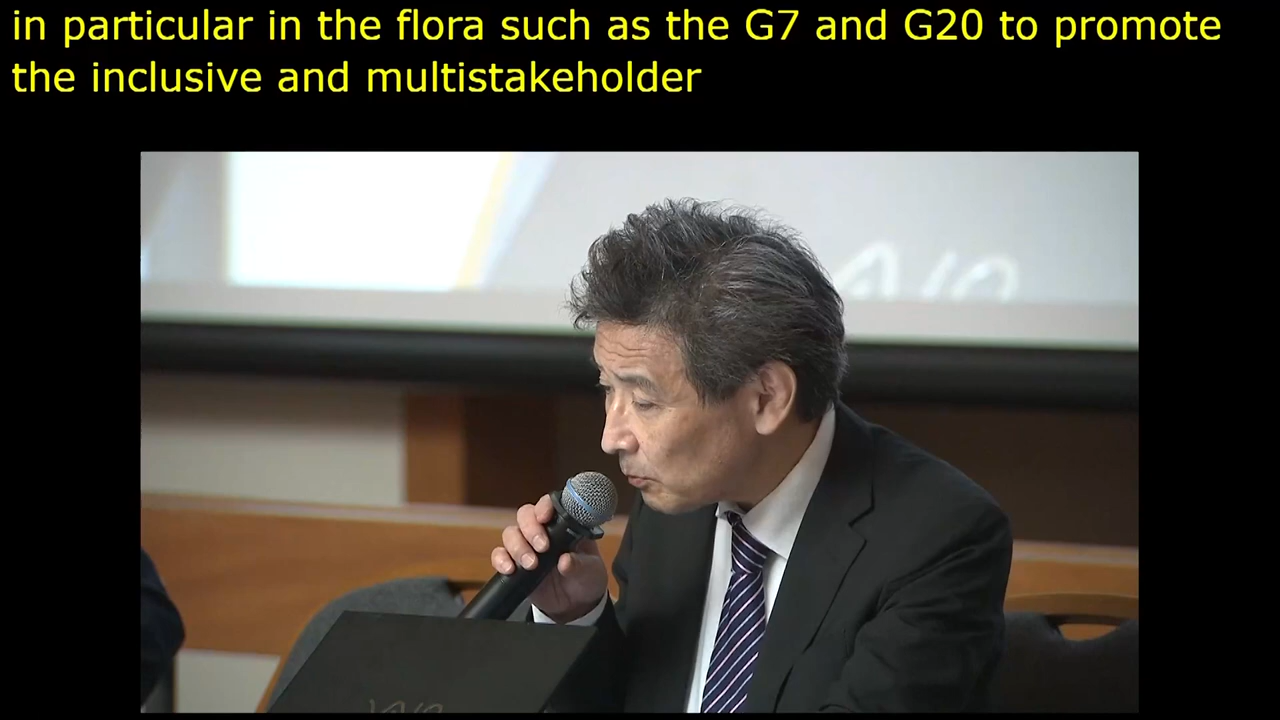 in particular in the flora such as the G7 and G20 to promote
the inclusive and multistakeholder